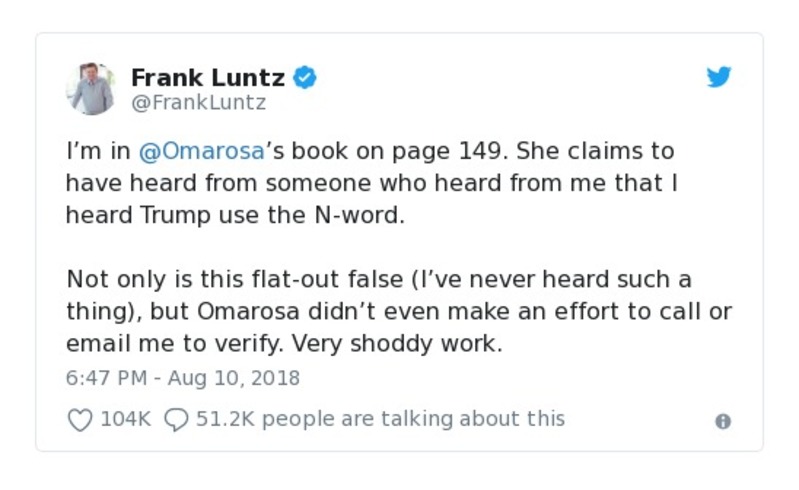 Frank Luntz
@FrankLuntz
I’m in @Omarosa’s book on page 149. She claims to
have heard from someone who heard from me that I
heard Trump use the N-word.
Not only is this flat-out false (I’ve never heard such a
thing), but Omarosa didn’t even make an effort to call or
email me to verify. Very shoddy work.
6:47 PM - Aug 10, 2018
104K 51.2K people are talking about this